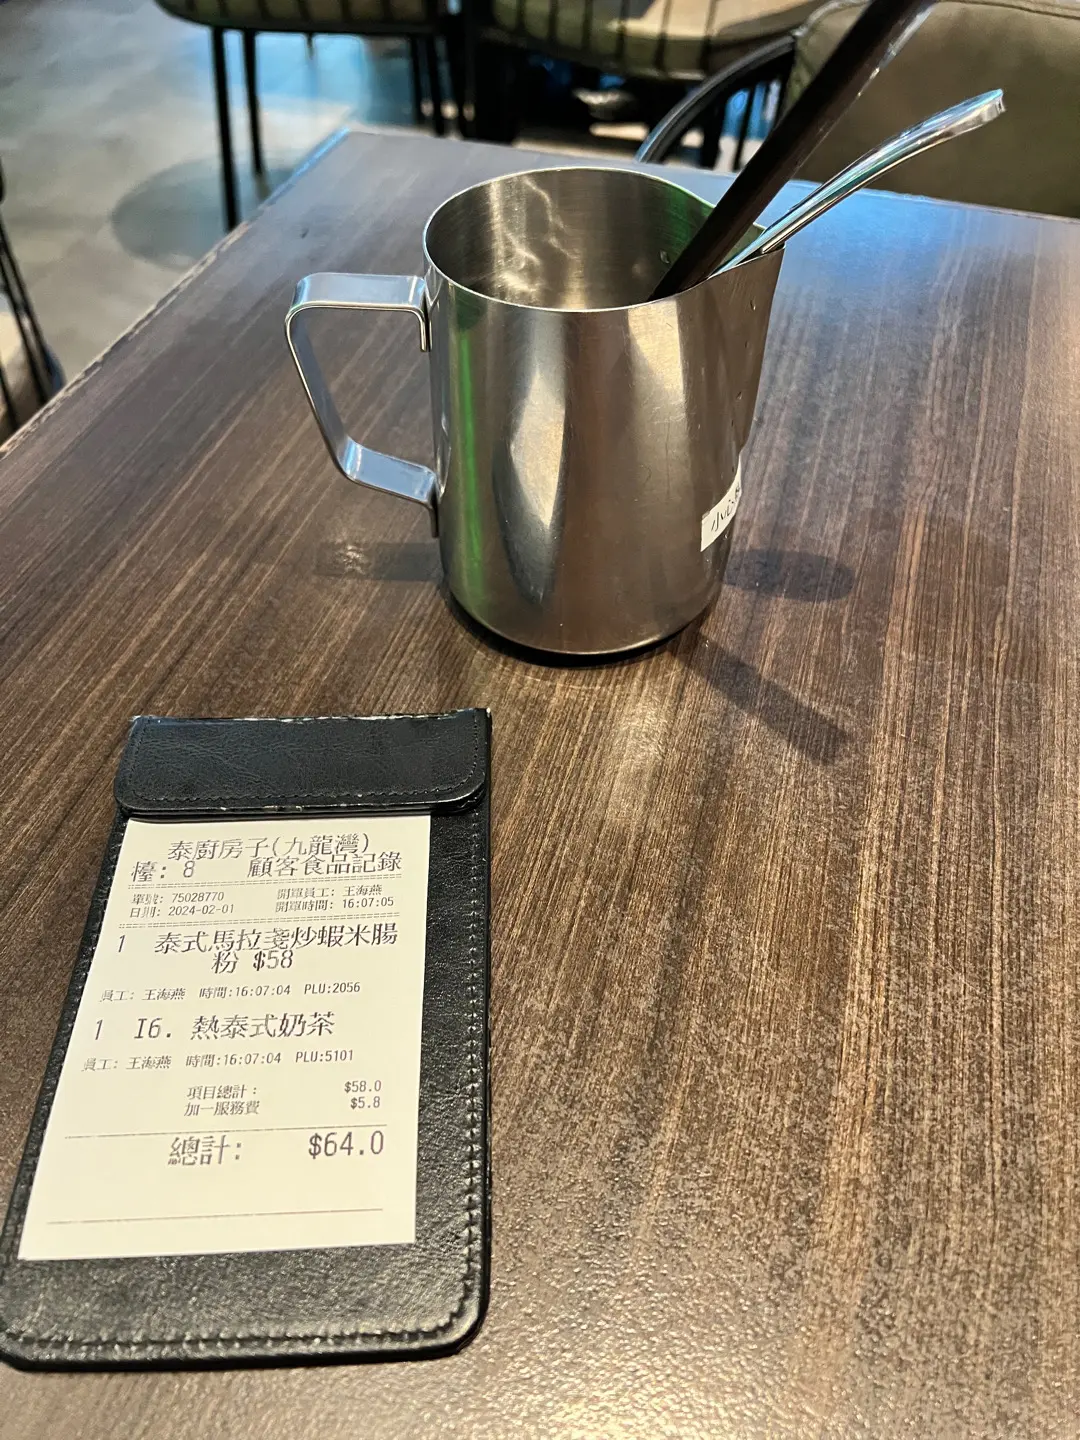 小心
泰廚房子(九龍灣)
檯: 8 顧客食品記錄
單號: 75028770 開單員工: 王海燕
日期: 2024-02-01 開單時間: 16:07:05
1 泰式馬拉盞炒蝦米腸
粉 $58
員工: 王海燕 時間:16:07:04 PLU:2056
1 I6. 熱泰式奶茶
員工: 王海燕 時間:16:07:04 PLU:5101
項目總計: $58.0
加一服務費 $5.8
總計: $64.0